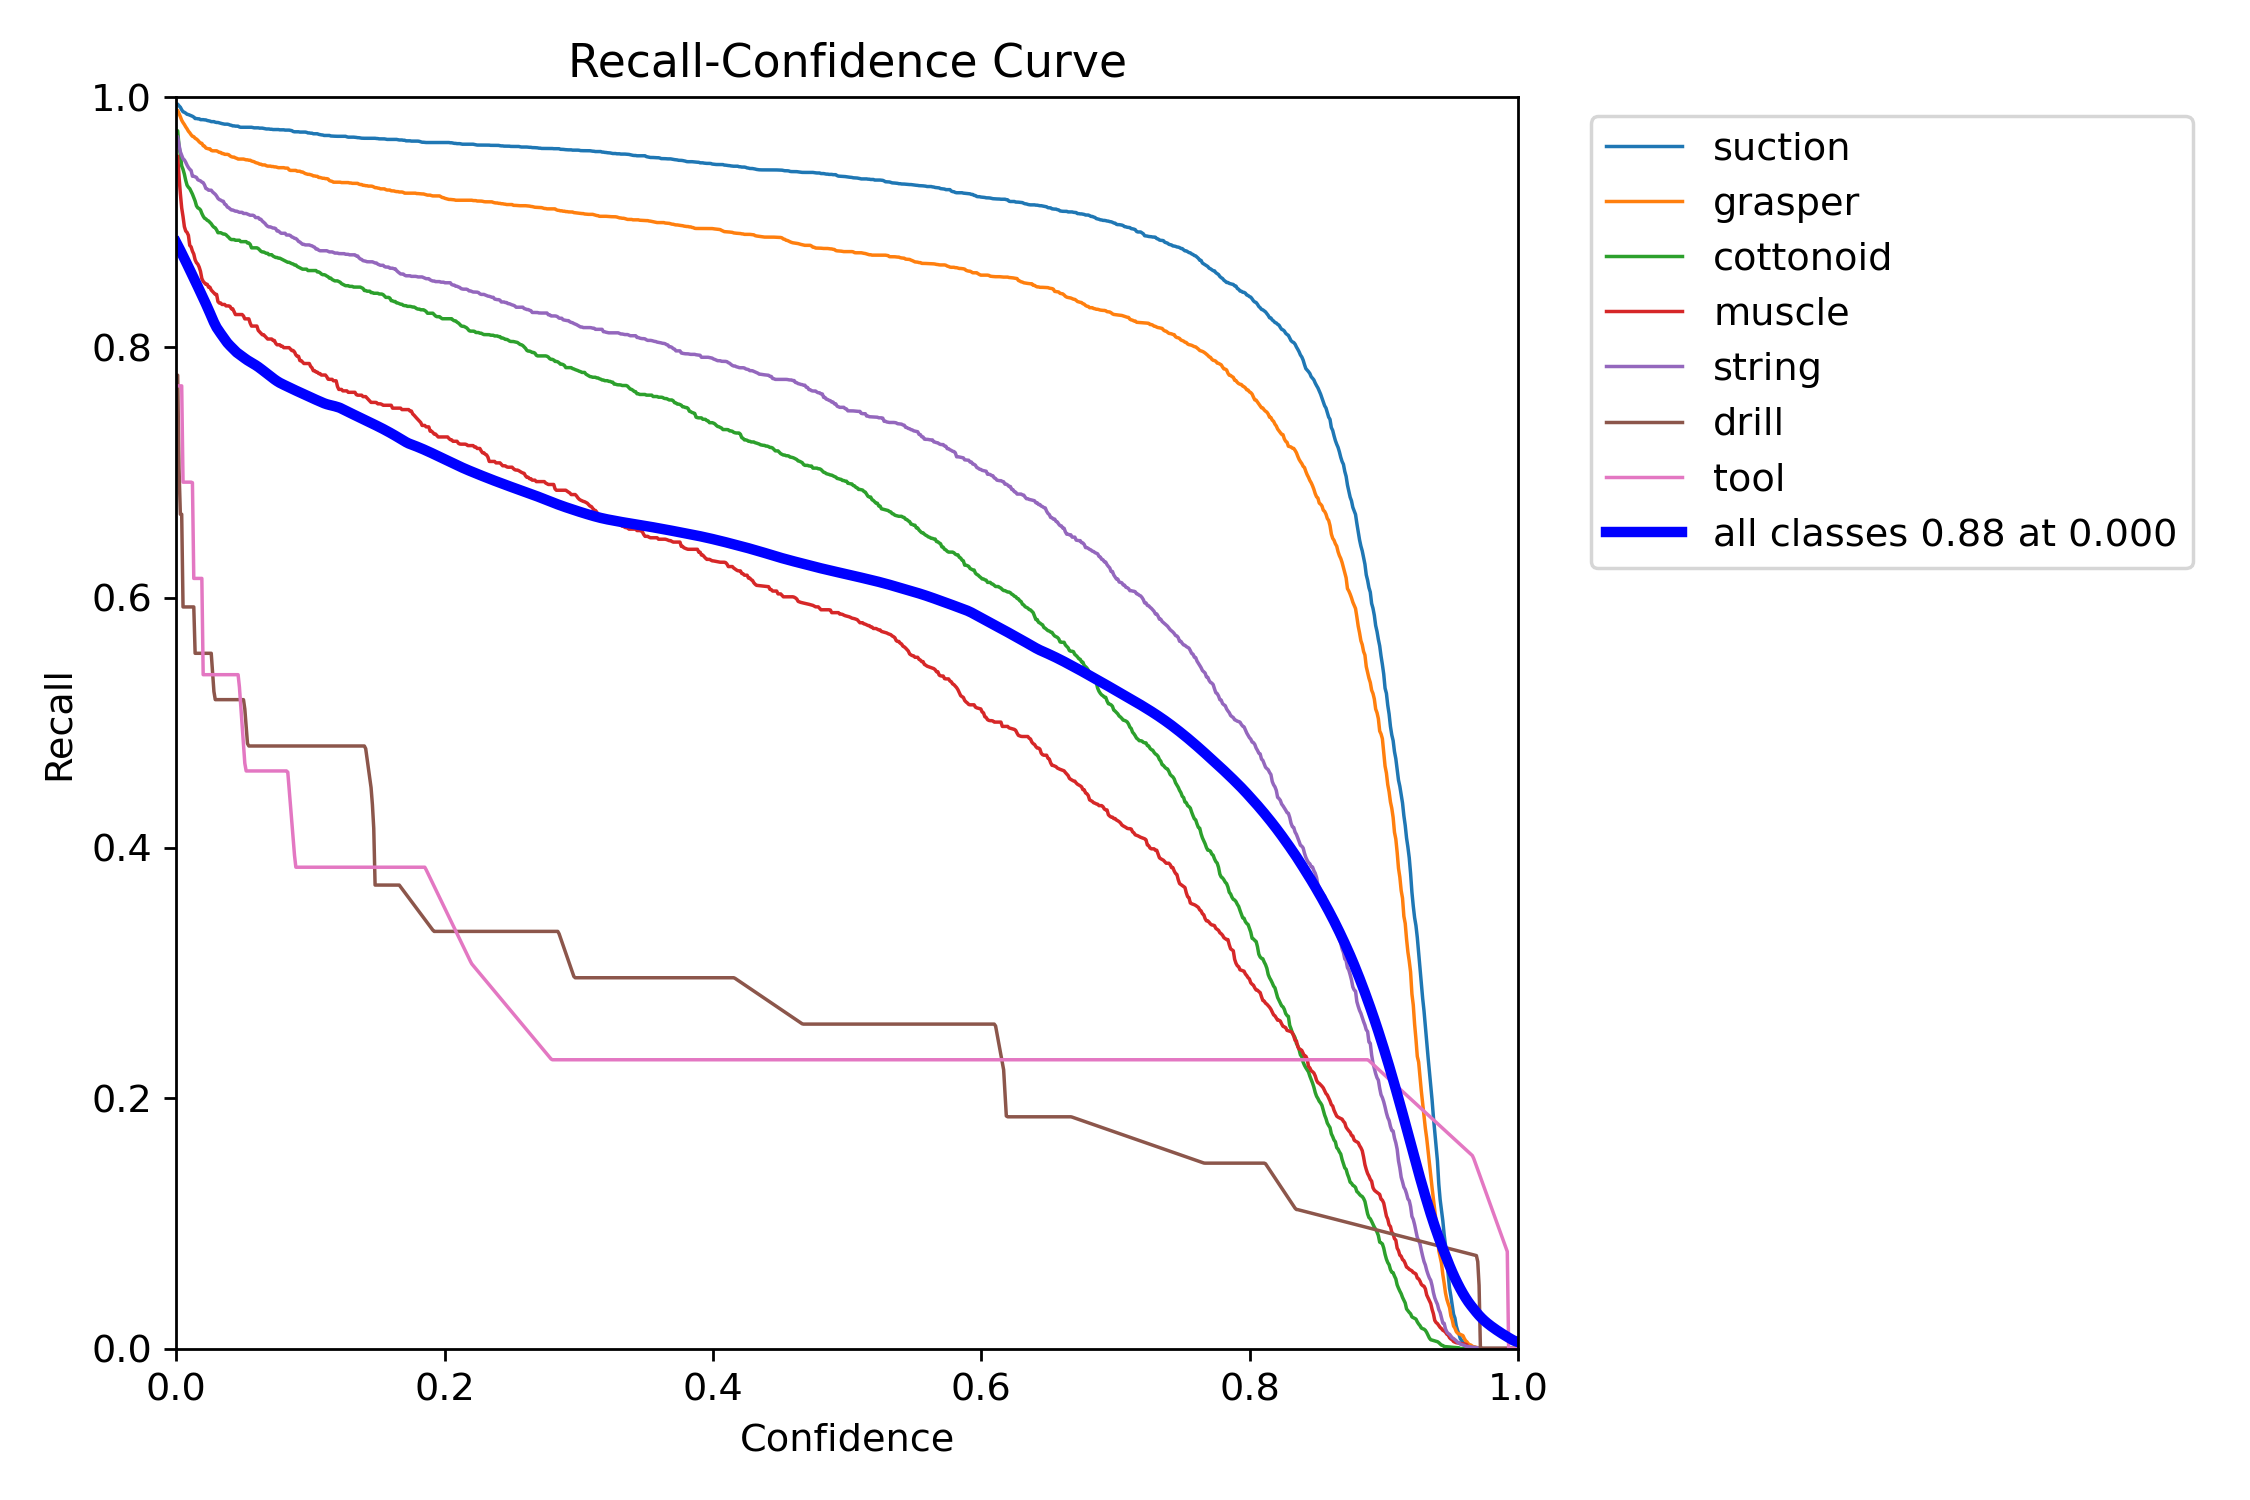 Recall-Confidence Curve
1.0
0.8
0.6
0.4
0.2
0.0
Recall
0.0 0.2 0.4 0.6 0.8 1.0
Confidence
suction
grasper
cottonoid
muscle
string
drill
tool
all classes 0.88 at 0.000